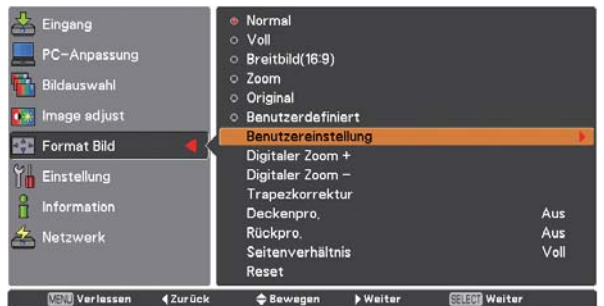 Eingang
PC-Anpassung
Bildauswahl
Image adjust
Format Bild
Einstellung
Information
Netzwerk
Normal
Voll
Breitbild(16:9)
Zoom
Original
Benutzerdefiniert
Benutzereinstellung
Digitaler Zoom +
Digitaler Zoom –
Trapezkorrektur
Deckenpro. Aus
Rückpro. Aus
Seitenverhältnis Voll
Reset
MENU Verlassen Zurück Bewegen Weiter SELECT Weiter